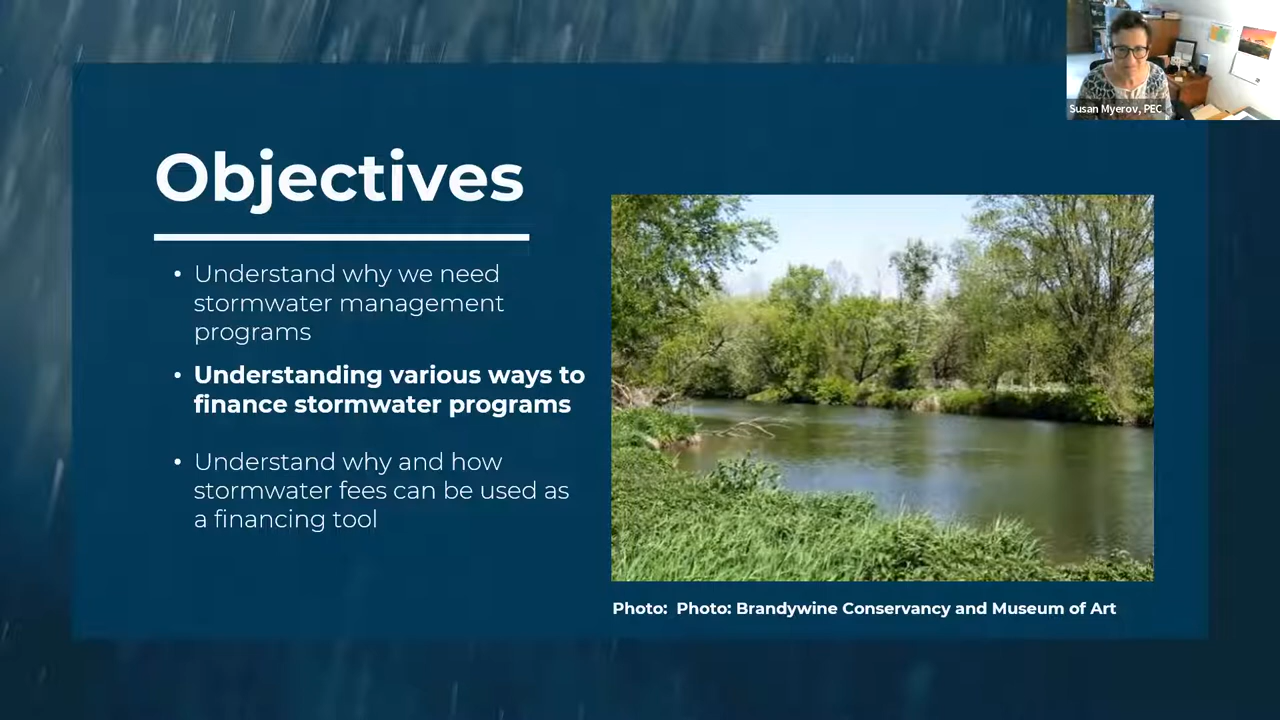 Susan Myerov, PEC
Objectives
• Understand why we need
stormwater management
programs
• Understanding various ways to
finance stormwater programs
• Understand why and how
stormwater fees can be used as
a financing tool
Photo:  Photo: Brandywine Conservancy and Museum of Art